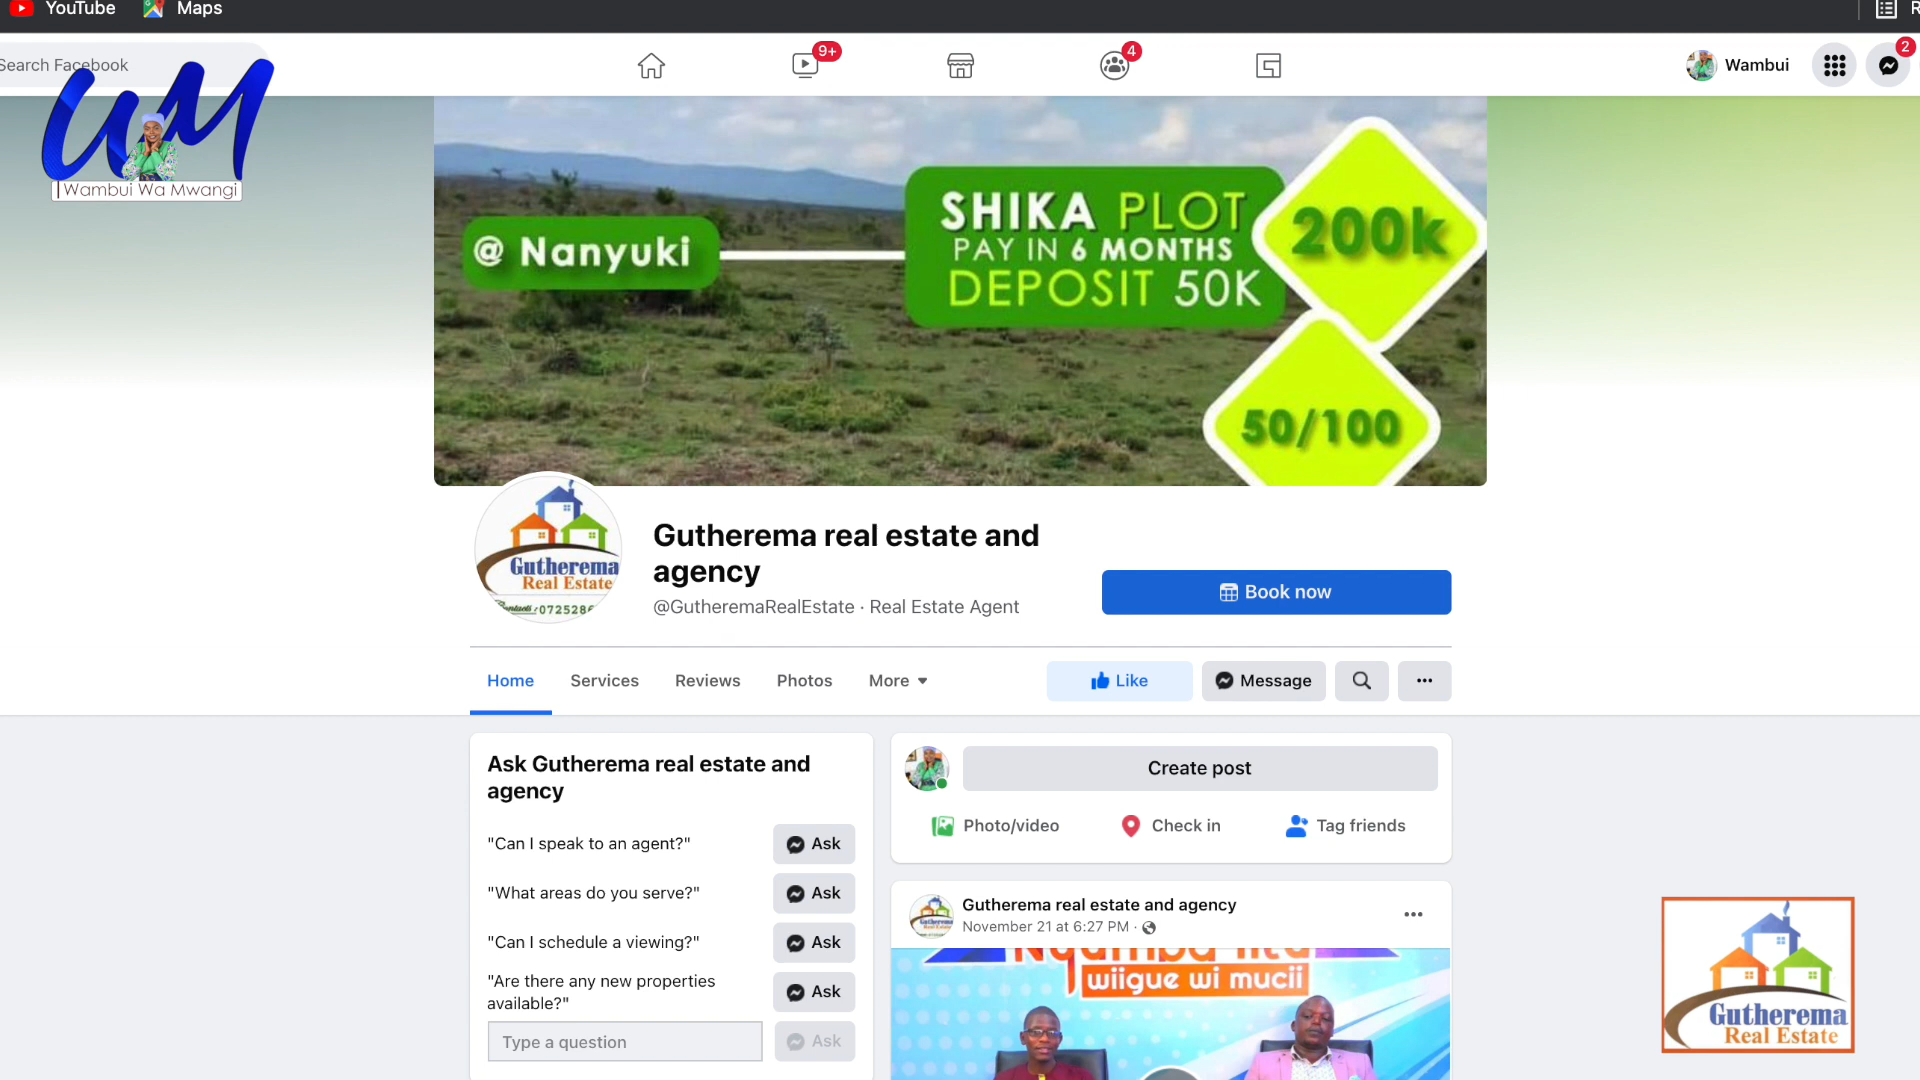 YouTube
Maps
Search Facebook
9+
4
Wambui
2
Wambui Wa Mwangi
@ Nanyuki
SHIKA PLOT
PAY IN 6 MONTHS
DEPOSIT 50K
200k
50/100
Gutherema
Real Estate
Contacts: 0725286
Gutherema real estate and
agency
@GutheremaRealEstate · Real Estate Agent
Book now
Home
Services
Reviews
Photos
More
Like
Message
Ask Gutherema real estate and
agency
"Can I speak to an agent?"
Ask
"What areas do you serve?"
Ask
"Can I schedule a viewing?"
Ask
"Are there any new properties
available?"
Ask
Type a question
Ask
Create post
Photo/video
Check in
Tag friends
Gutherema real estate and agency
November 21 at 6:27 PM ·
wiigue wi mucii
Gutherema
Real Estate